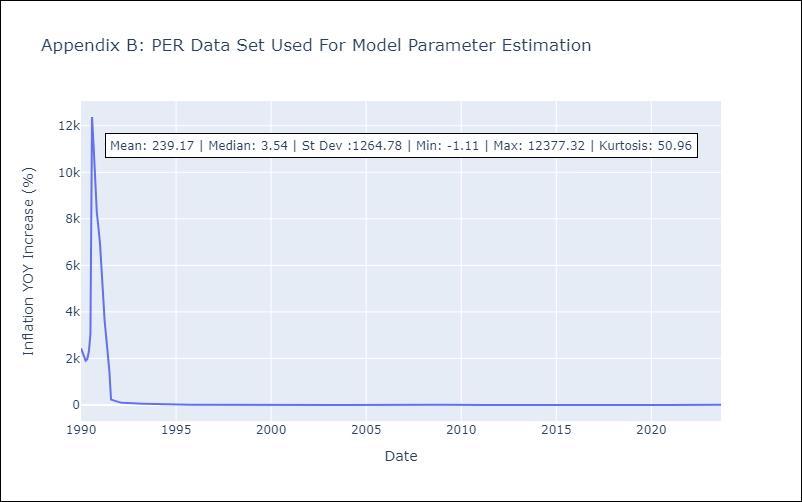 Appendix B: PER Data Set Used For Model Parameter Estimation
Mean: 239.17 | Median: 3.54 | St Dev :1264.78 | Min: -1.11 | Max: 12377.32 | Kurtosis: 50.96
Inflation YOY Increase (%)
12k
10k
8k
6k
4k
2k
0
1990 1995 2000 2005 2010 2015 2020
Date